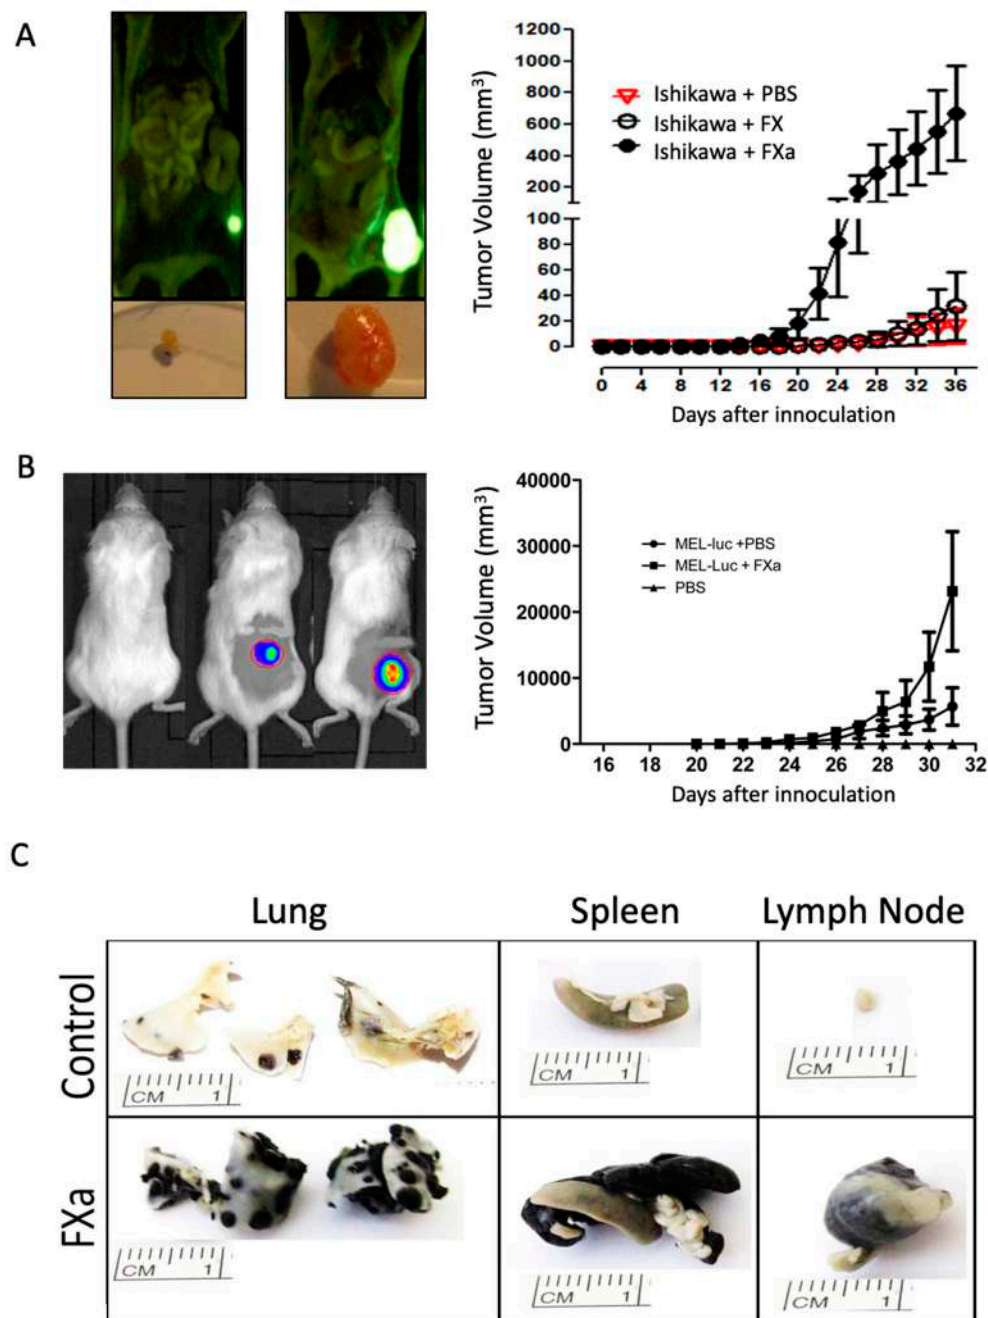 A
Tumor Volume (mm³)
1200
1000
800
600
400
200
100
80
60
40
20
0
Ishikawa + PBS
Ishikawa + FX
Ishikawa + FXa
0 4 8 12 16 20 24 28 32 36
Days after innoculation
B
Tumor Volume (mm³)
40000
30000
20000
10000
0
MEL-luc +PBS
MEL-Luc + FXa
PBS
16 18 20 22 24 26 28 30 32
Days after innoculation
C
Lung Spleen Lymph Node
Control
CM 1
CM 1
CM 1
FXa
CM 1
CM 1
CM 1